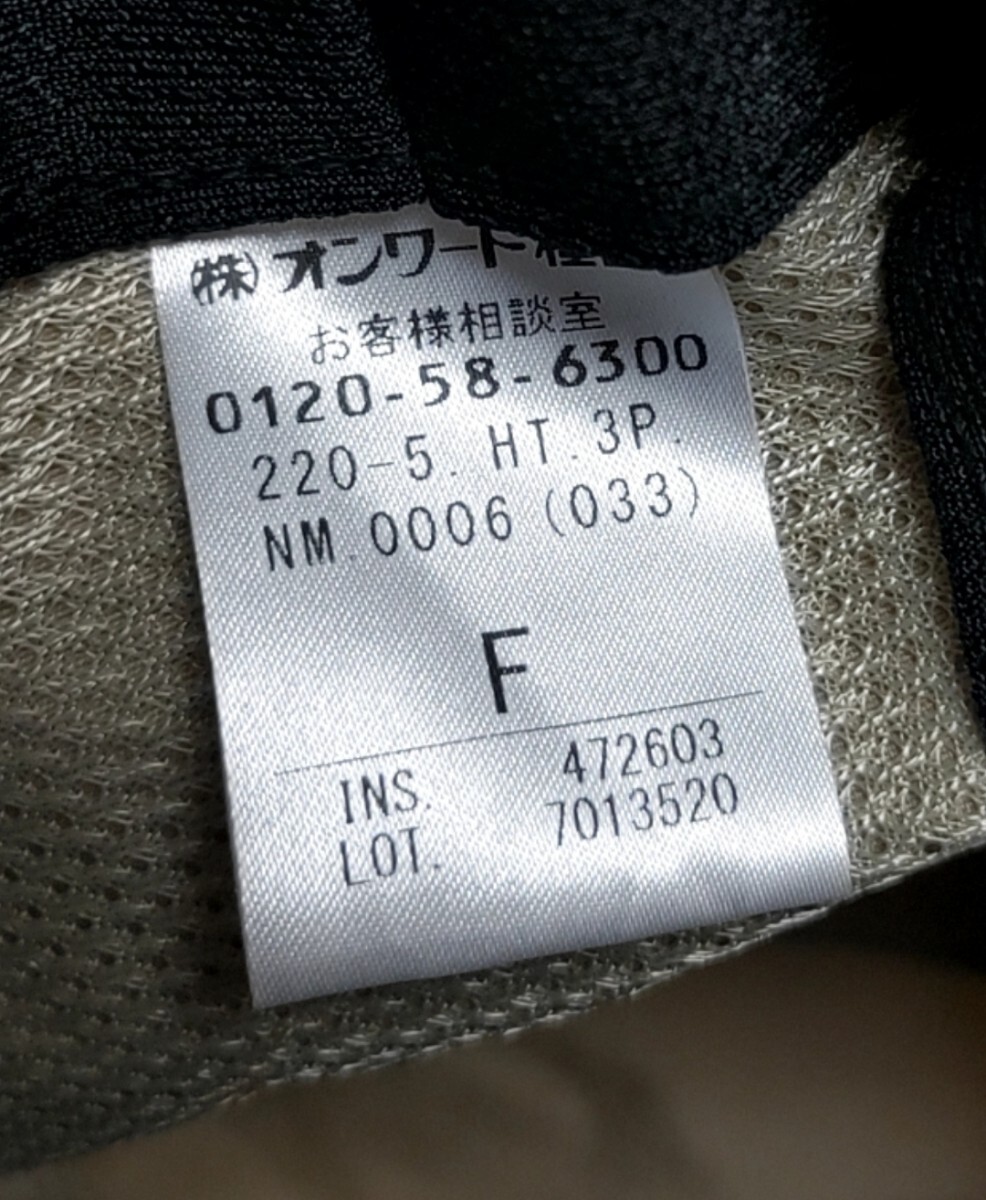 (株)オンワード樫
お客様相談室
0120-58-6300
220-5. HT. 3P.
NM. 0006 (033)
F
INS. 472603
LOT. 7013520